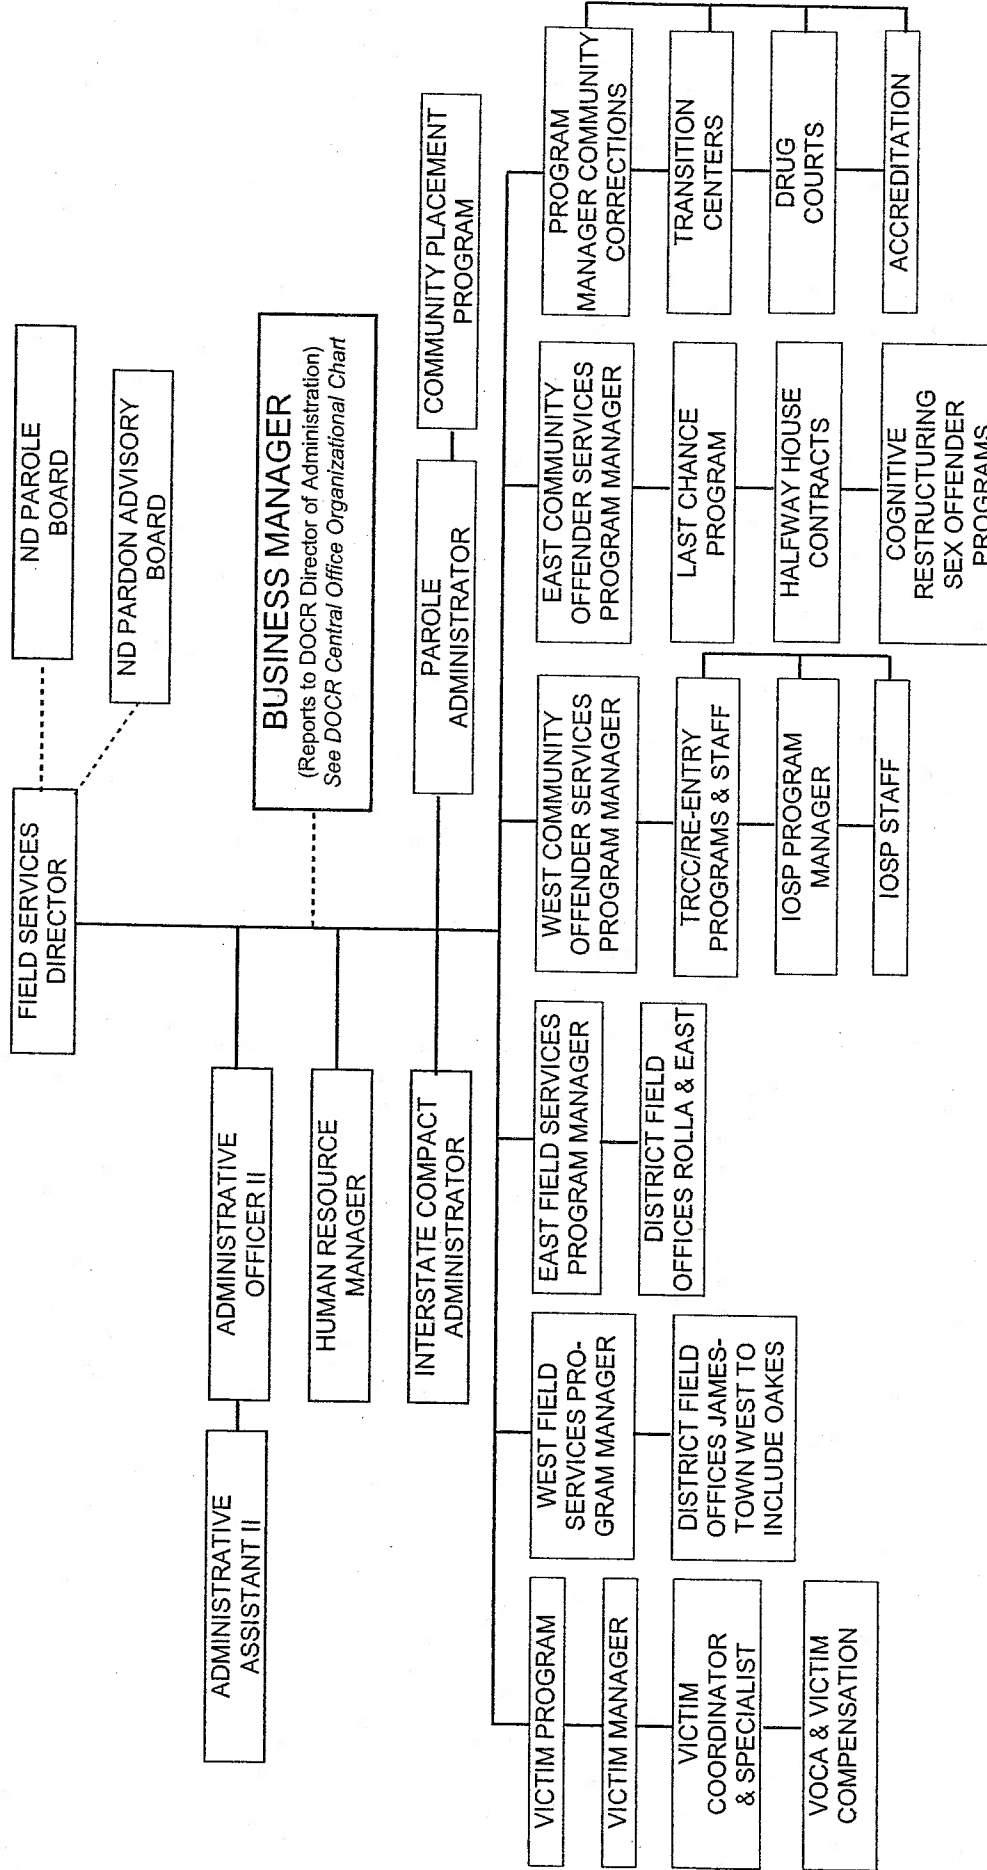 FIELD SERVICES
DIRECTOR
ND PAROLE
BOARD
ND PARDON ADVISORY
BOARD
ADMINISTRATIVE
ASSISTANT II
ADMINISTRATIVE
OFFICER II
BUSINESS MANAGER
(Reports to DOCR Director of Administration)
See DOCR Central Office Organizational Chart
HUMAN RESOURCE
MANAGER
INTERSTATE COMPACT
ADMINISTRATOR
PAROLE
ADMINISTRATOR
COMMUNITY PLACEMENT
PROGRAM
VICTIM PROGRAM
VICTIM MANAGER
VICTIM
COORDINATOR
& SPECIALIST
VOCA & VICTIM
COMPENSATION
WEST FIELD
SERVICES PRO-
GRAM MANAGER
DISTRICT FIELD
OFFICES JAMES-
TOWN WEST TO
INCLUDE OAKES
EAST FIELD SERVICES
PROGRAM MANAGER
DISTRICT FIELD
OFFICES ROLLA & EAST
WEST COMMUNITY
OFFENDER SERVICES
PROGRAM MANAGER
TRCC/RE-ENTRY
PROGRAMS & STAFF
IOSP PROGRAM
MANAGER
IOSP STAFF
EAST COMMUNITY
OFFENDER SERVICES
PROGRAM MANAGER
LAST CHANCE
PROGRAM
HALFWAY HOUSE
CONTRACTS
COGNITIVE
RESTRUCTURING
SEX OFFENDER
PROGRAMS
PROGRAM
MANAGER COMMUNITY
CORRECTIONS
TRANSITION
CENTERS
DRUG
COURTS
ACCREDITATION